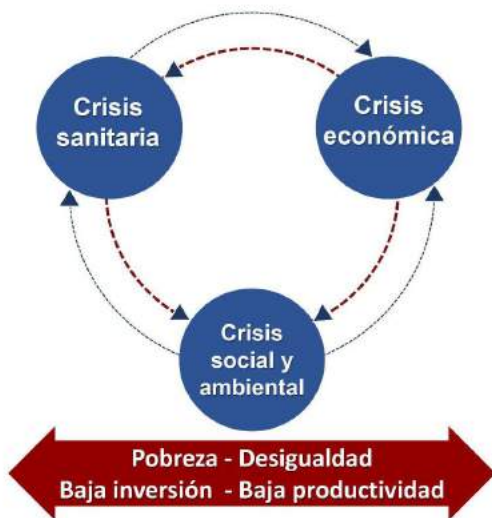 Crisis
sanitaria
Crisis
económica
Crisis
social y
ambiental
Pobreza - Desigualdad
Baja inversión - Baja productividad